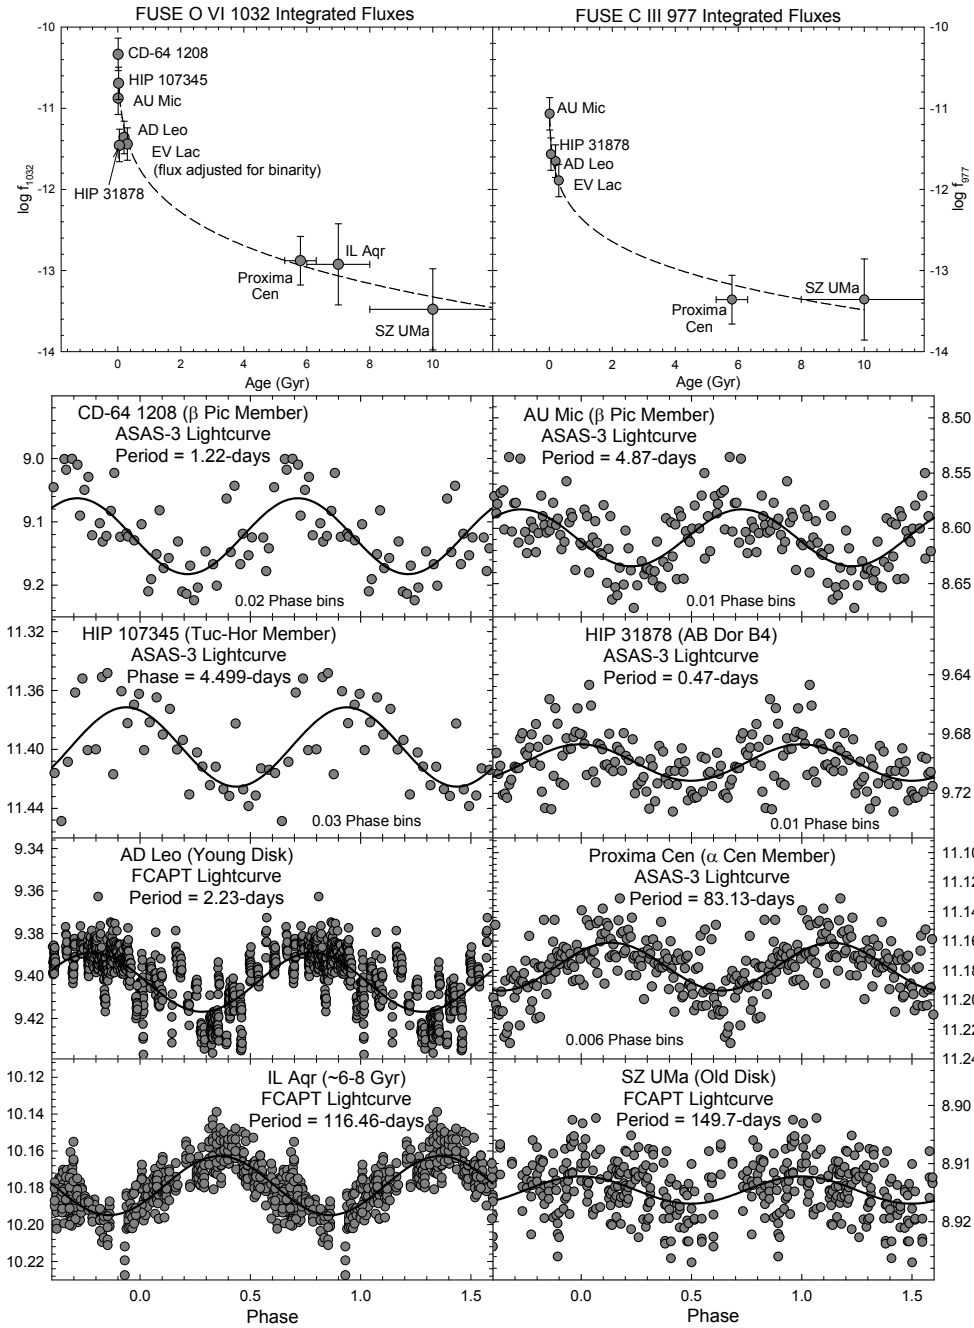 FUSE O VI 1032 Integrated Fluxes
FUSE C III 977 Integrated Fluxes
-10
-11
-12
-13
-14
log f1032
CD-64 1208
HIP 107345
AU Mic
AD Leo
EV Lac
(flux adjusted for binarity)
HIP 31878
IL Aqr
Proxima
Cen
SZ UMa
0
2
4
6
8
10
Age (Gyr)
AU Mic
HIP 31878
AD Leo
EV Lac
SZ UMa
Proxima
Cen
-10
-11
-12
-13
-14
log f977
0
2
4
6
8
10
Age (Gyr)
CD-64 1208 (β Pic Member)
ASAS-3 Lightcurve
Period = 1.22-days
9.0
9.1
9.2
0.02 Phase bins
AU Mic (β Pic Member)
ASAS-3 Lightcurve
Period = 4.87-days
8.50
8.55
8.60
8.65
0.01 Phase bins
HIP 107345 (Tuc-Hor Member)
ASAS-3 Lightcurve
Phase = 4.499-days
11.32
11.36
11.40
11.44
0.03 Phase bins
HIP 31878 (AB Dor B4)
ASAS-3 Lightcurve
Period = 0.47-days
9.64
9.68
9.72
0.01 Phase bins
AD Leo (Young Disk)
FCAPT Lightcurve
Period = 2.23-days
9.34
9.36
9.38
9.40
9.42
Proxima Cen (α Cen Member)
ASAS-3 Lightcurve
Period = 83.13-days
11.10
11.12
11.14
11.16
11.18
11.20
11.22
11.24
0.006 Phase bins
IL Aqr (~6-8 Gyr)
FCAPT Lightcurve
Period = 116.46-days
10.12
10.14
10.16
10.18
10.20
10.22
SZ UMa (Old Disk)
FCAPT Lightcurve
Period = 149.7-days
8.90
8.91
8.92
0.0
0.5
1.0
1.5
Phase
0.0
0.5
1.0
1.5
Phase